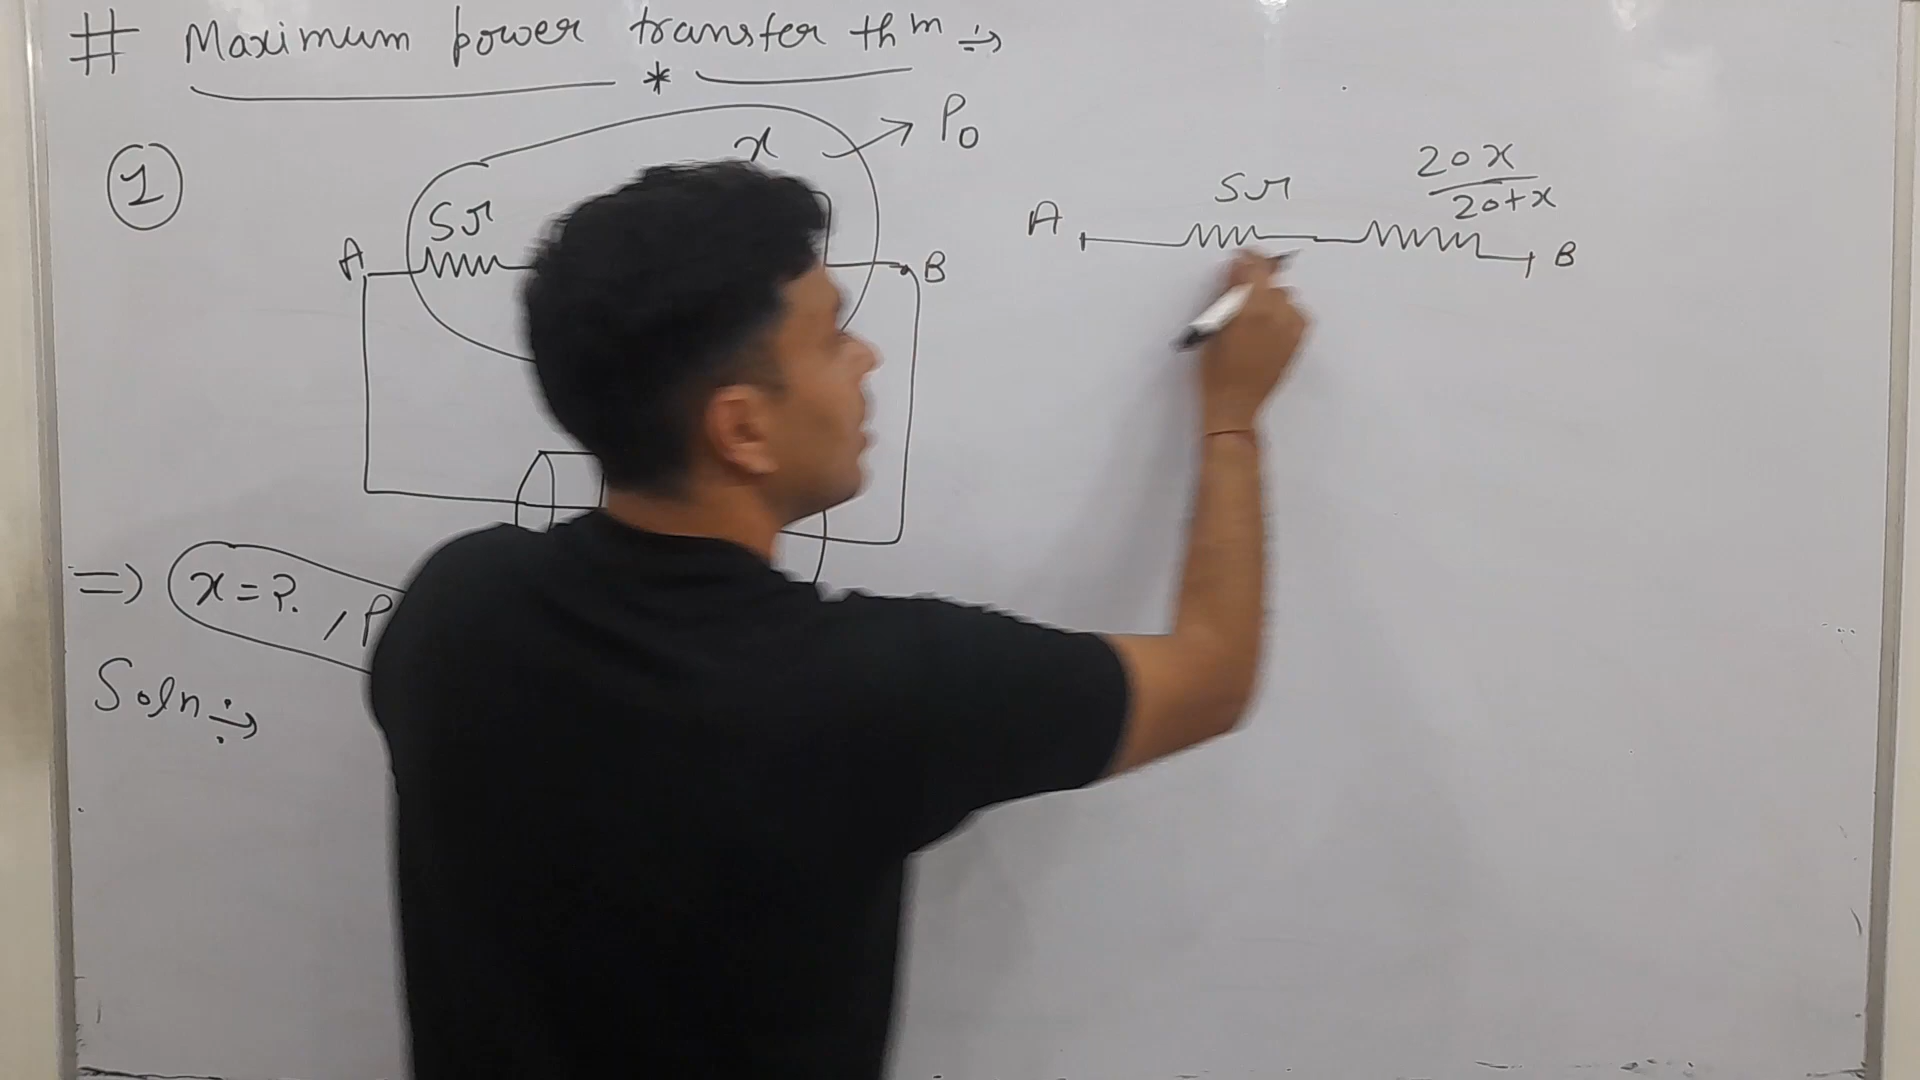 # Maximum power transfer thm ÷>
*
1
x
P0
5Ω
A
B
5Ω
20x
20+x
A
B
=> x=?. , P
Soln ÷>